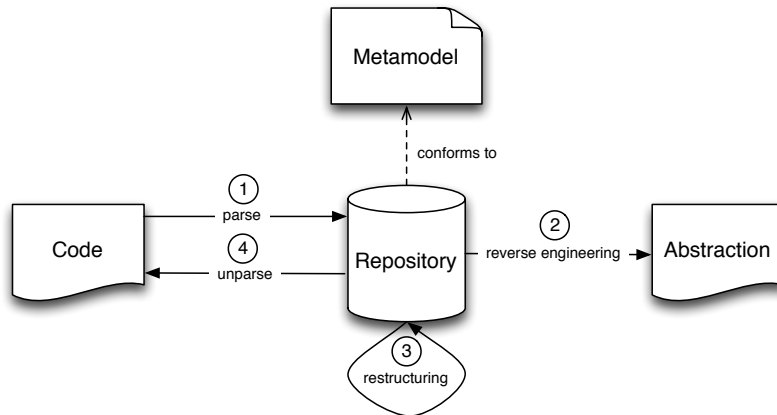 Metamodel
conforms to
1
parse
Code
4
unparse
Repository
2
reverse engineering
Abstraction
3
restructuring